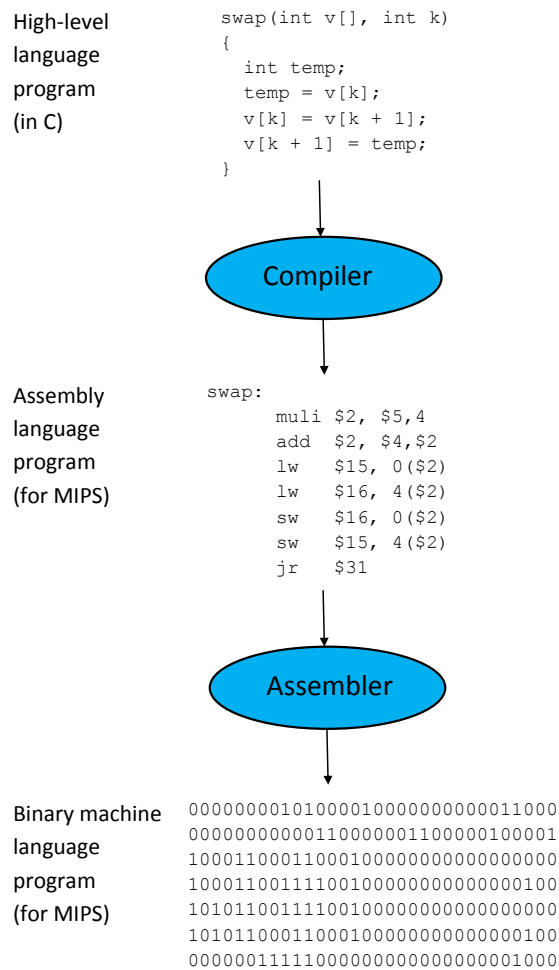 High-level
language
program
(in C)
swap(int v[], int k)
{
int temp;
temp = v[k];
v[k] = v[k + 1];
v[k + 1] = temp;
}
Compiler
Assembly
language
program
(for MIPS)
swap:
muli $2, $5,4
add $2, $4,$2
lw $15, 0($2)
lw $16, 4($2)
sw $16, 0($2)
sw $15, 4($2)
jr $31
Assembler
Binary machine
language
program
(for MIPS)
00000000101000010000000000011000
00000000000110000001100000100001
10001100011000100000000000000000
10001100111100100000000000000100
10101100111100100000000000000000
10101100011000100000000000000100
00000011111000000000000000001000